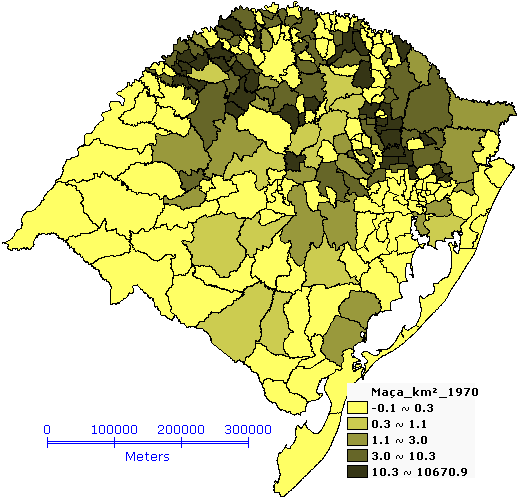 Maça_km²_1970
-0.1 ~ 0.3
0.3 ~ 1.1
1.1 ~ 3.0
3.0 ~ 10.3
10.3 ~ 10670.9
0 100000 200000 300000
Meters